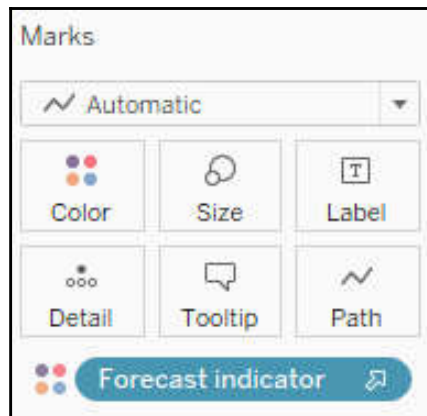 Marks
Automatic
Color Size Label
Detail Tooltip Path
Forecast indicator